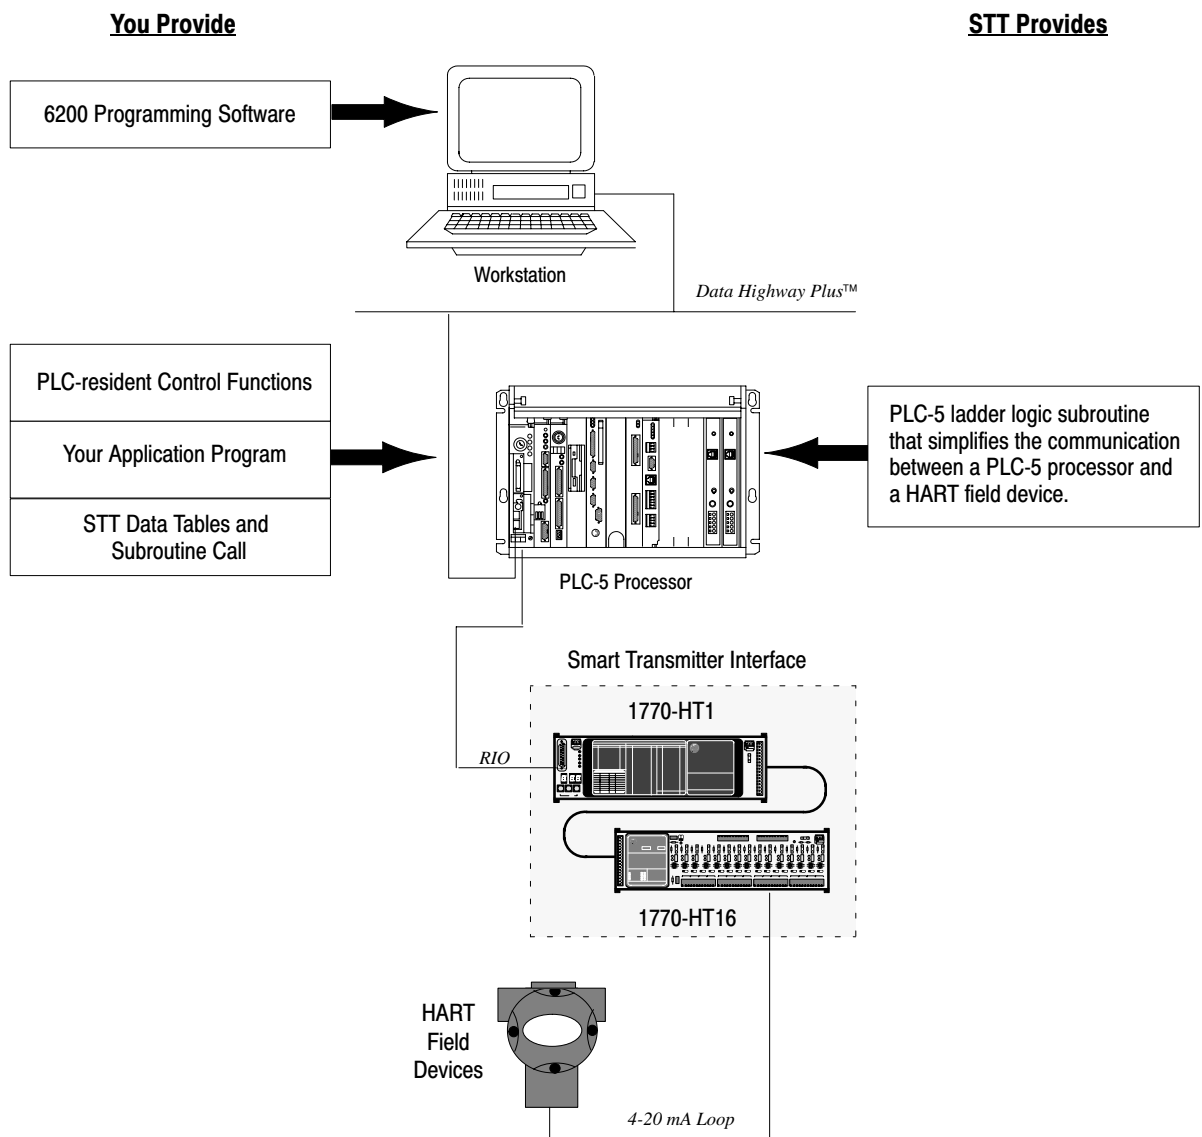 You Provide
STT Provides
6200 Programming Software
Workstation
Data Highway Plus™
PLC-resident Control Functions
Your Application Program
STT Data Tables and
Subroutine Call
PLC-5 ladder logic subroutine
that simplifies the communication
between a PLC-5 processor and
a HART field device.
PLC-5 Processor
Smart Transmitter Interface
1770-HT1
RIO
1770-HT16
HART
Field
Devices
4-20 mA Loop